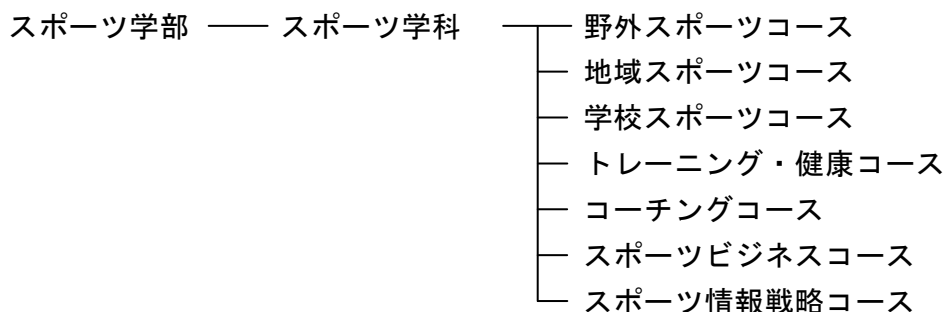 スポーツ学部 スポーツ学科 野外スポーツコース
地域スポーツコース
学校スポーツコース
トレーニング・健康コース
コーチングコース
スポーツビジネスコース
スポーツ情報戦略コース